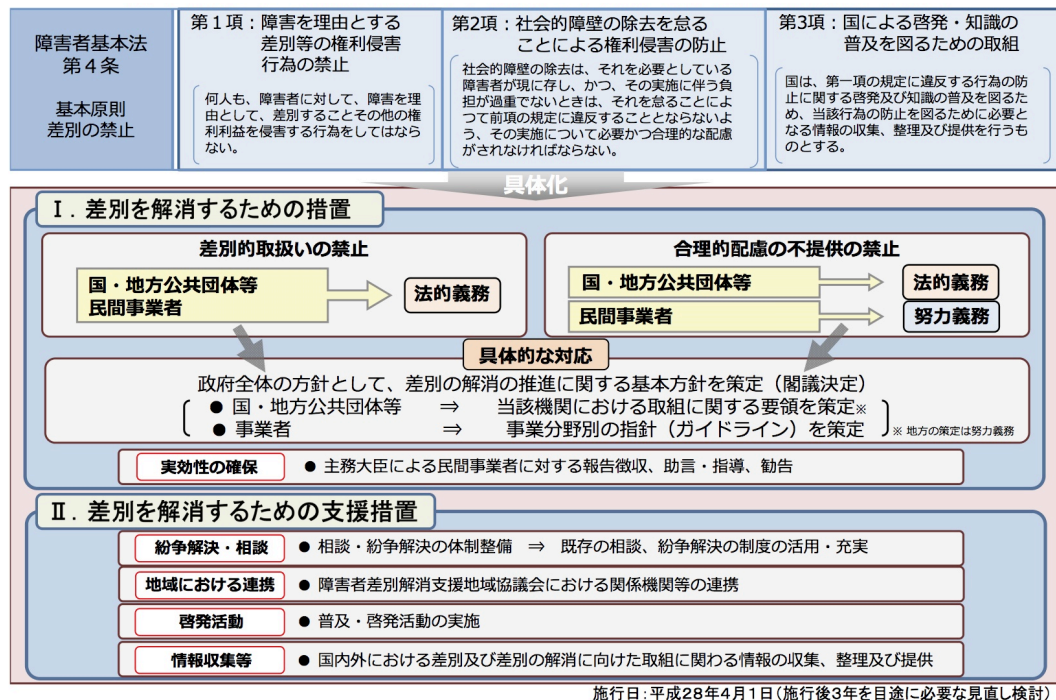 障害者基本法
第4条
基本原則
差別の禁止
第1項：障害を理由とする
差別等の権利侵害
行為の禁止
何人も、障害者に対して、障害を理
由として、差別することその他の権
利利益を侵害する行為をしてはなら
ない。
第2項：社会的障壁の除去を怠る
ことによる権利侵害の防止
社会的障壁の除去は、それを必要としている
障害者が現に存し、かつ、その実施に伴う負
担が過重でないときは、それを怠ることによ
つて前項の規定に違反することとならないよ
う、その実施について必要かつ合理的な配慮
がされなければならない。
第3項：国による啓発・知識の
普及を図るための取組
国は、第一項の規定に違反する行為の防
止に関する啓発及び知識の普及を図るた
め、当該行為の防止を図るために必要と
なる情報の収集、整理及び提供を行うも
のとする。
具体化
Ⅰ．差別を解消するための措置
差別的取扱いの禁止
国・地方公共団体等
民間事業者
法的義務
合理的配慮の不提供の禁止
国・地方公共団体等
法的義務
民間事業者
努力義務
具体的な対応
政府全体の方針として、差別の解消の推進に関する基本方針を策定（閣議決定）
● 国・地方公共団体等 ⇒ 当該機関における取組に関する要領を策定※
● 事業者 ⇒ 事業分野別の指針（ガイドライン）を策定
※ 地方の策定は努力義務
実効性の確保 ● 主務大臣による民間事業者に対する報告徴収、助言・指導、勧告
Ⅱ．差別を解消するための支援措置
紛争解決・相談 ● 相談・紛争解決の体制整備 ⇒ 既存の相談、紛争解決の制度の活用・充実
地域における連携 ● 障害者差別解消支援地域協議会における関係機関等の連携
啓発活動 ● 普及・啓発活動の実施
情報収集等 ● 国内外における差別及び差別の解消に向けた取組に関わる情報の収集、整理及び提供
施行日：平成28年4月1日（施行後3年を目途に必要な見直し検討）